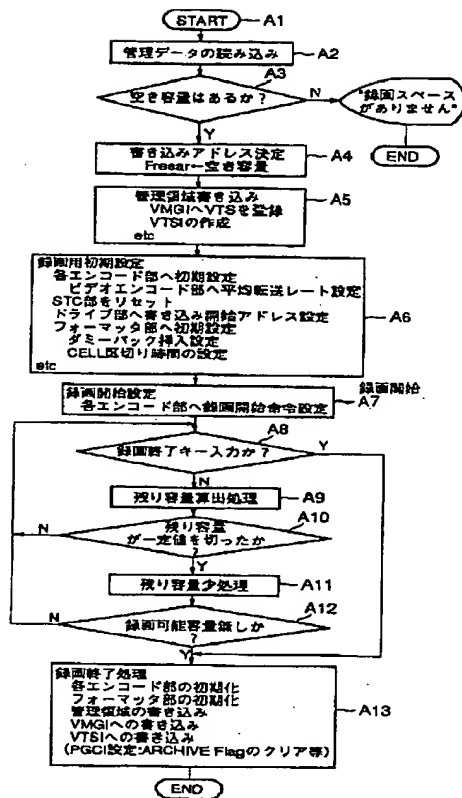 START
A1
管理データの読み込み
A2
A3
空き容量はあるか？
N
"録画スペース
がありません"
Y
END
書き込みアドレス決定
Fresar←空き容量
A4
管理領域書き込み
VMGIへVTSを登録
VTSIの作成
etc
A5
録画用初期設定
各エンコード部へ初期設定
ビデオエンコード部へ平均転送レート設定
STC部をリセット
ドライブ部へ書き込み開始アドレス設定
フォーマッタ部へ初期設定
ダミーパック挿入設定
CELL区切り時間の設定
etc
A6
録画開始設定
各エンコード部へ録画開始命令設定
録画開始
A7
A8
録画終了キー入力か？
Y
N
残り容量算出処理
A9
A10
残り容量
が一定値を切ったか
？
N
Y
残り容量少処理
A11
A12
録画可能容量無しか
？
N
Y
録画終了処理
各エンコード部の初期化
フォーマッタ部の初期化
管理領域の書き込み
VMGIへの書き込み
VTSIへの書き込み
(PGCI設定:ARCHIVE Flagのクリア等)
A13
END